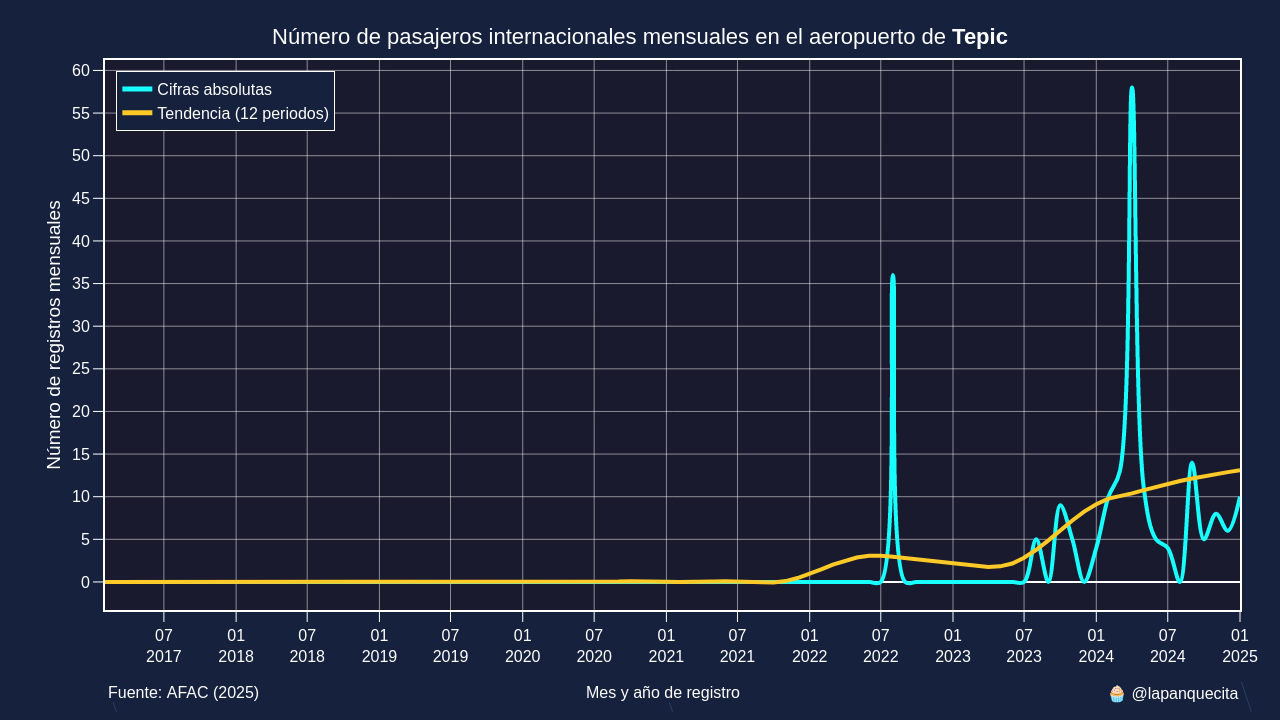 Número de pasajeros internacionales mensuales en el aeropuerto de Tepic
Cifras absolutas
Tendencia (12 periodos)
Número de registros mensuales
60
55
50
45
40
35
30
25
20
15
10
5
0
07 01 07 01 07 01 07 01 07 01 07 01 07 01 07 01
2017 2018 2018 2019 2019 2020 2020 2021 2021 2022 2022 2023 2023 2024 2024 2025
Fuente: AFAC (2025)
Mes y año de registro
🧁 @lapanquecita